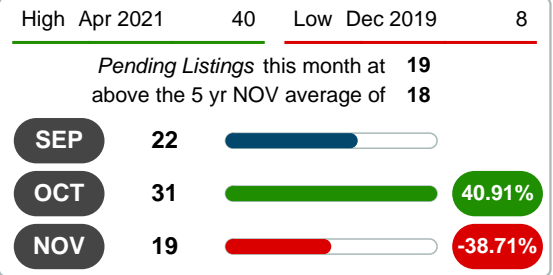 High Apr 2021 40 Low Dec 2019 8
Pending Listings this month at 19
above the 5 yr NOV average of 18
SEP 22
OCT 31 40.91%
NOV 19 -38.71%